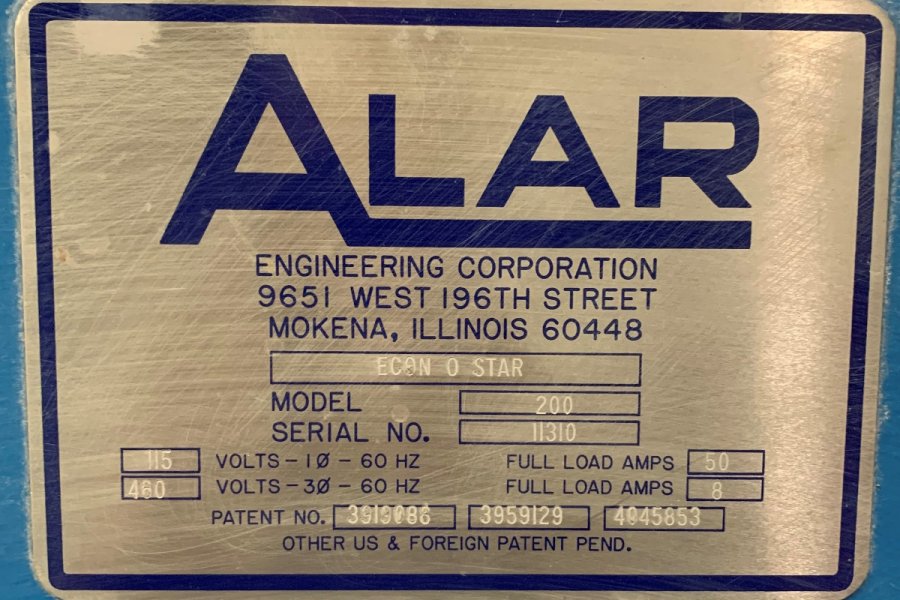 ALAR
ENGINEERING CORPORATION
9651 WEST 196TH STREET
MOKENA, ILLINOIS 60448
ECON O STAR
MODEL 200
SERIAL NO. 11310
115 VOLTS-1Ø-60 HZ FULL LOAD AMPS 50
460 VOLTS-3Ø-60 HZ FULL LOAD AMPS 8
PATENT NO. 3959129
OTHER US & FOREIGN PATENT PEND.